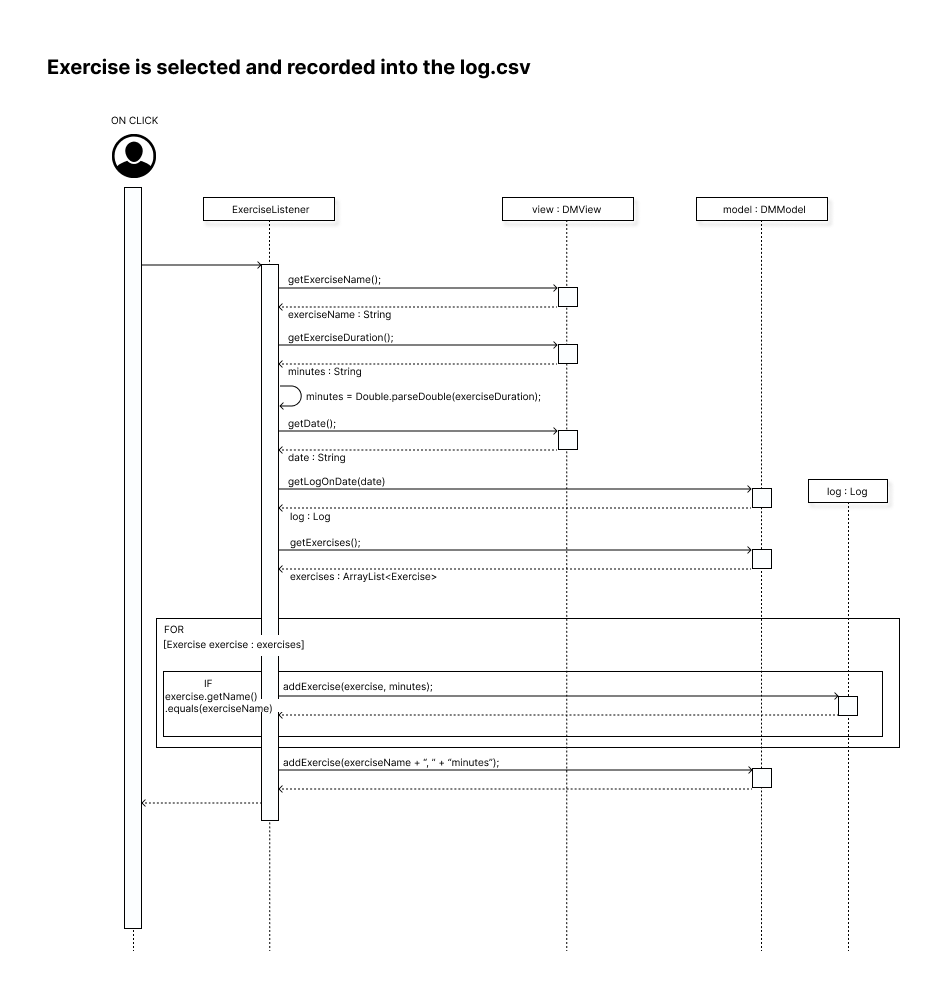 Exercise is selected and recorded into the log.csv
ON CLICK
ExerciseListener
view : DMView
model : DMModel
getExerciseName();
exerciseName : String
getExerciseDuration();
minutes : String
minutes = Double.parseDouble(exerciseDuration);
getDate();
date : String
getLogOnDate(date)
log : Log
log : Log
getExercises();
exercises : ArrayList<Exercise>
FOR
[Exercise exercise : exercises]
IF
exercise.getName()
.equals(exerciseName)
addExercise(exercise, minutes);
addExercise(exerciseName + “, “ + “minutes”);